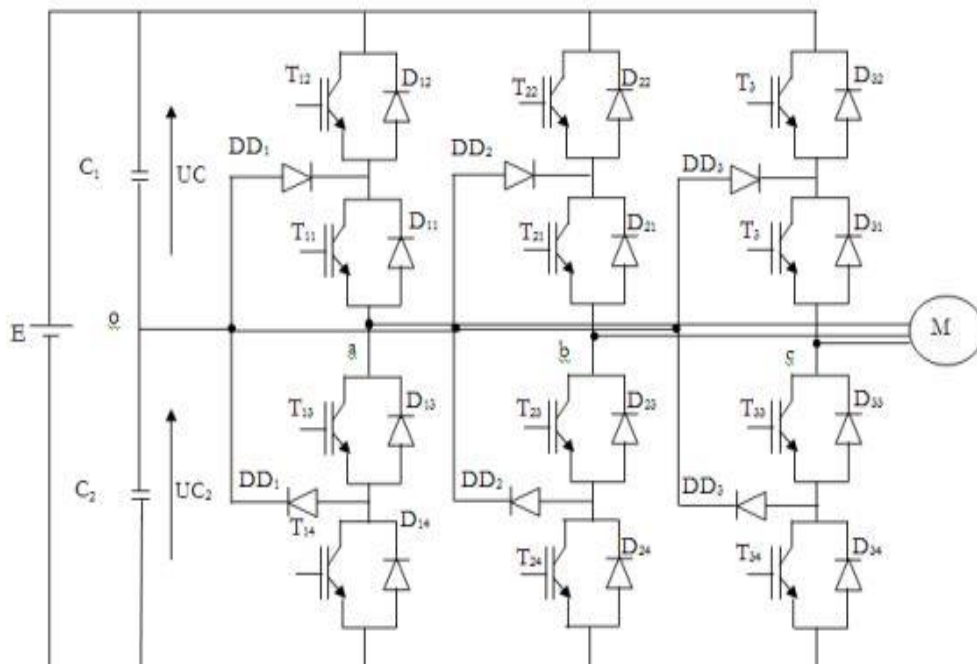 T₁₂ D₁₂ T₂₂ D₂₂ T₃ D₃₂
C₁ UC DD₁ DD₂ DD₃
T₁₁ D₁₁ T₂₁ D₂₁ T₃ D₃₁
E o a b c M
T₁₃ D₁₃ T₂₃ D₂₃ T₃₃ D₃₃
C₂ UC₂ DD₁ DD₂ DD₃
T₁₄ D₁₄ T₂₄ D₂₄ T₃₄ D₃₄